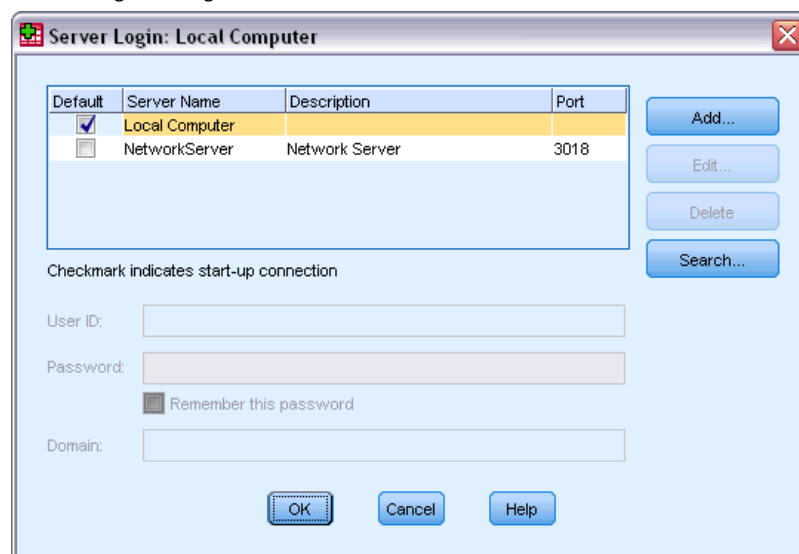 Server Login: Local Computer
Default Server Name Description Port
Local Computer
NetworkServer Network Server 3018
Add...
Edit...
Delete
Search...
Checkmark indicates start-up connection
User ID:
Password:
Remember this password
Domain:
OK Cancel Help